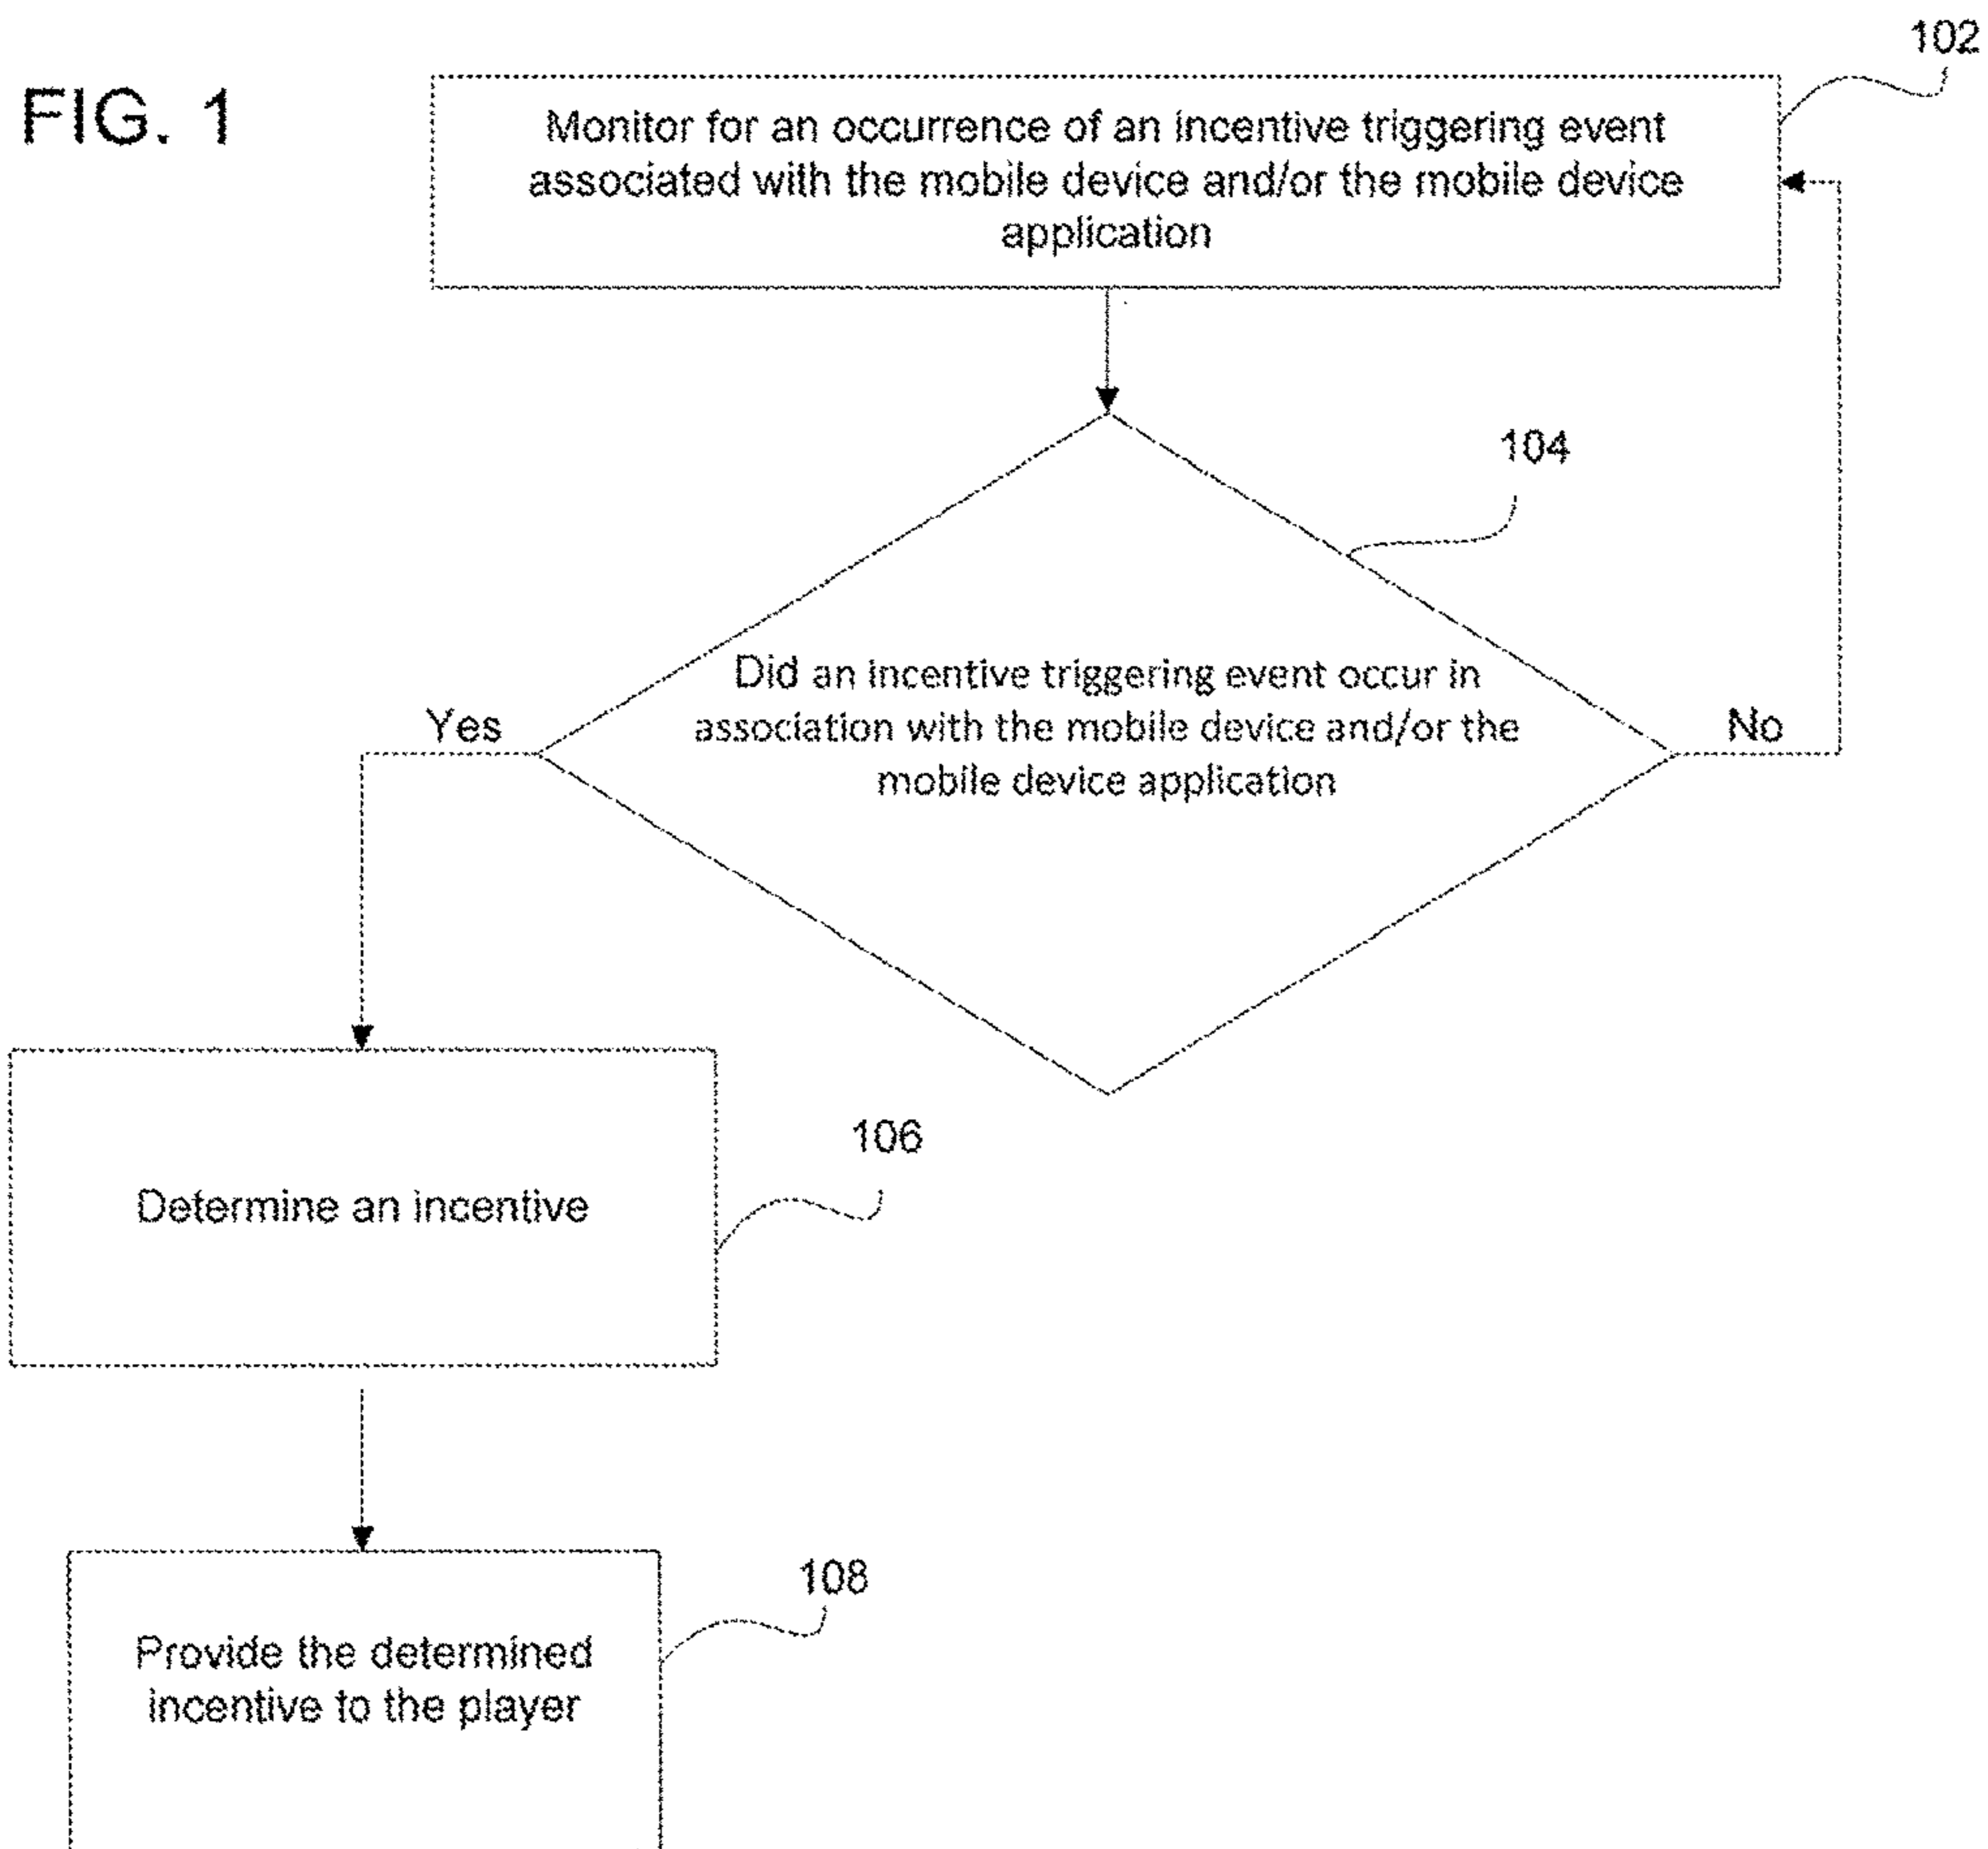 102
FIG. 1
Monitor for an occurrence of an incentive triggering event
associated with the mobile device and/or the mobile device
application
104
Did an incentive triggering event occur in
association with the mobile device and/or the
mobile device application
Yes
No
106
Determine an incentive
108
Provide the determined
incentive to the player